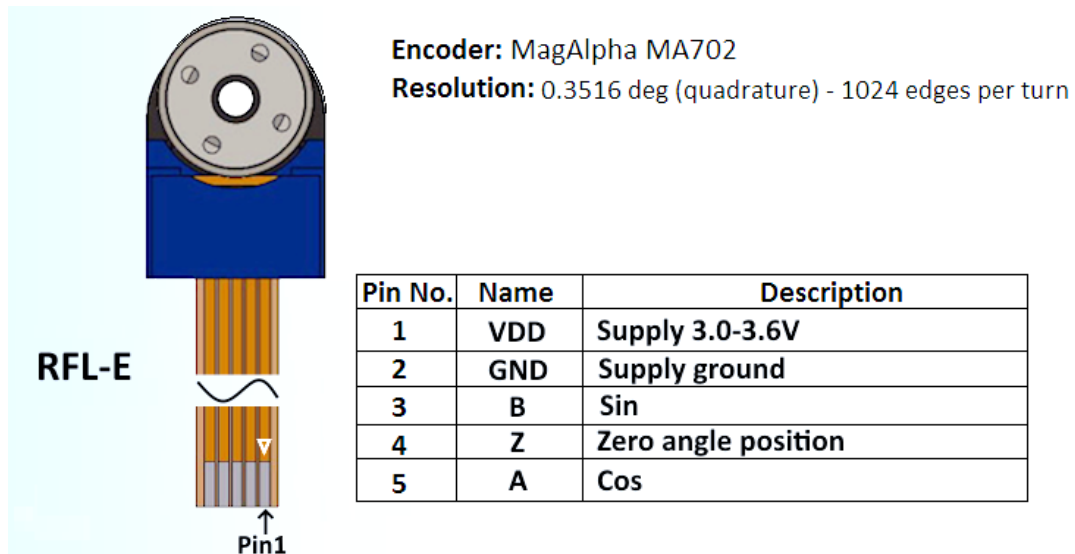 Encoder: MagAlpha MA702
Resolution: 0.3516 deg (quadrature) - 1024 edges per turn
Pin No. Name Description
1 VDD Supply 3.0-3.6V
2 GND Supply ground
3 B Sin
4 Z Zero angle position
5 A Cos
RFL-E
Pin1